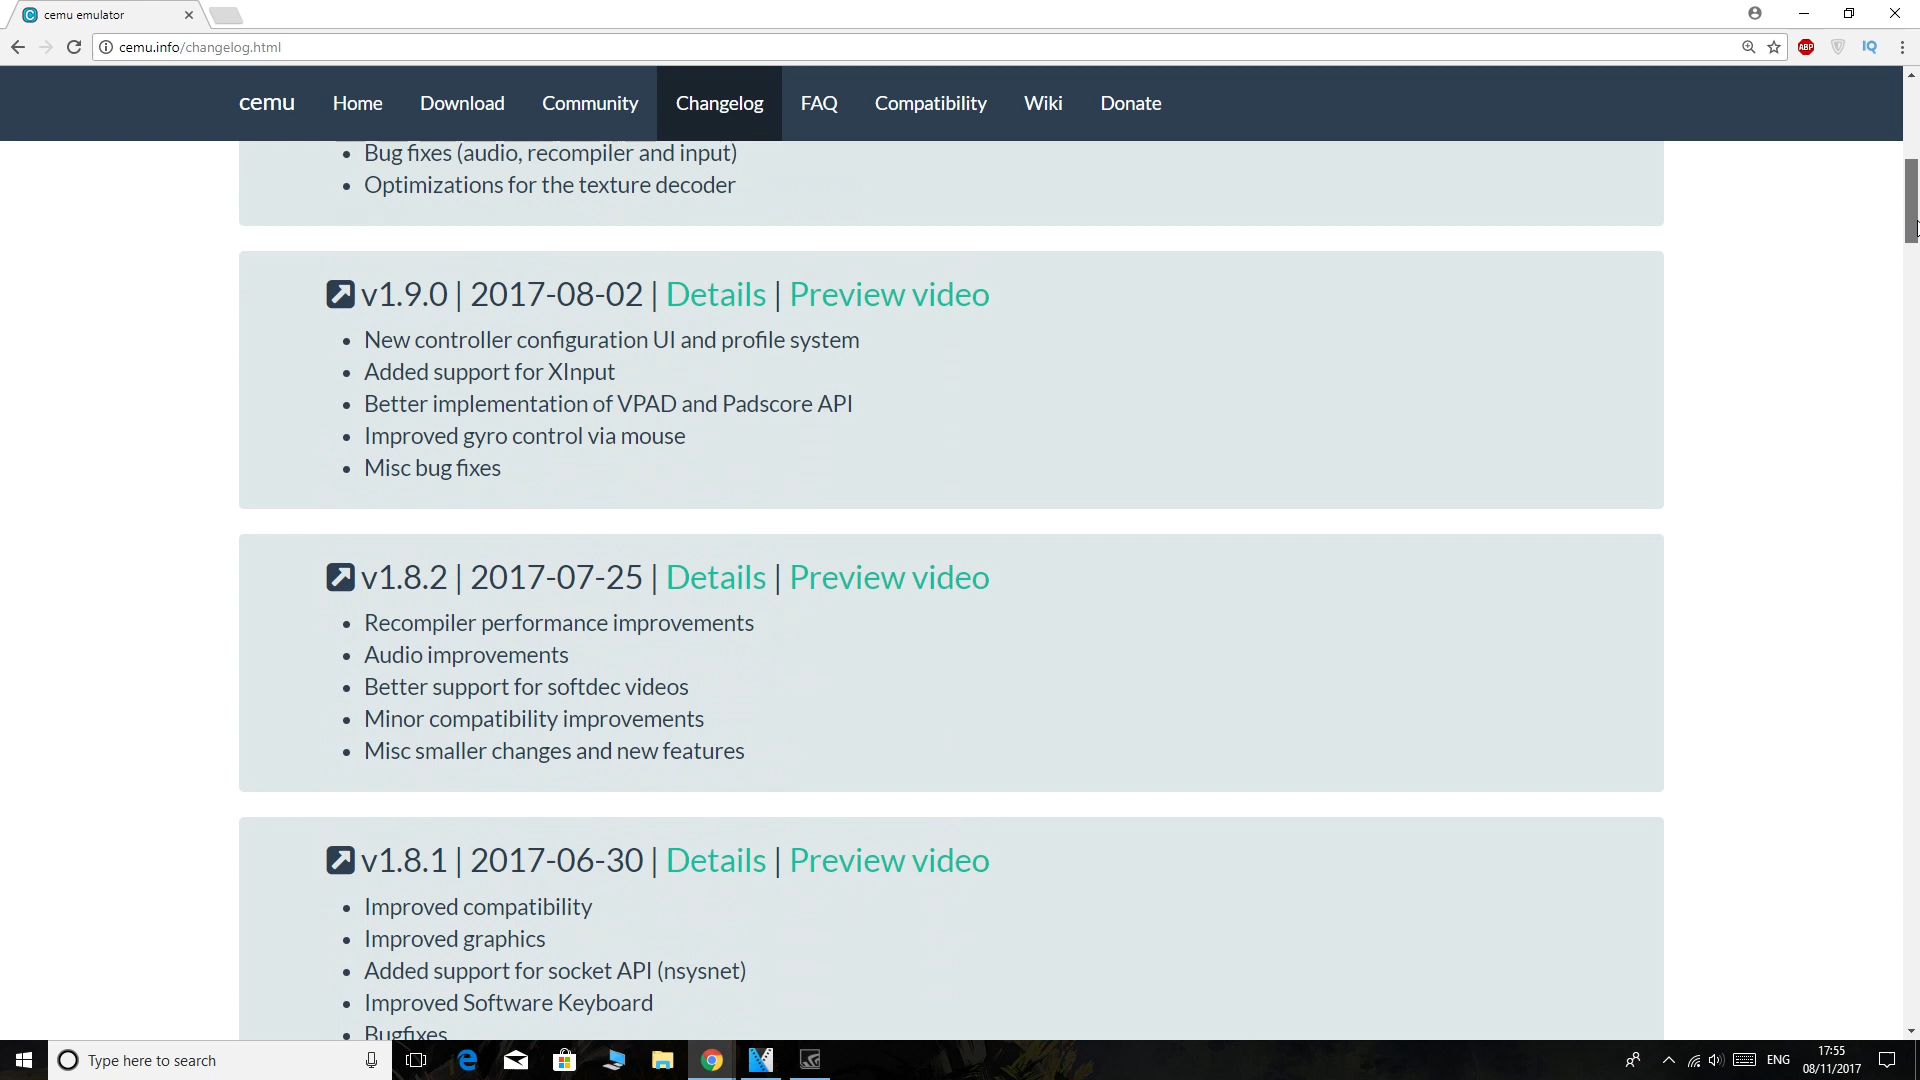 cemu emulator
cemu.info/changelog.html
ABP
IQ
cemu Home Download Community Changelog FAQ Compatibility Wiki Donate
Bug fixes (audio, recompiler and input)
Optimizations for the texture decoder
v1.9.0 | 2017-08-02 | Details | Preview video
New controller configuration UI and profile system
Added support for XInput
Better implementation of VPAD and Padscore API
Improved gyro control via mouse
Misc bug fixes
v1.8.2 | 2017-07-25 | Details | Preview video
Recompiler performance improvements
Audio improvements
Better support for softdec videos
Minor compatibility improvements
Misc smaller changes and new features
v1.8.1 | 2017-06-30 | Details | Preview video
Improved compatibility
Improved graphics
Added support for socket API (nsysnet)
Improved Software Keyboard
Bugfixes
Type here to search
ENG
17:55
08/11/2017